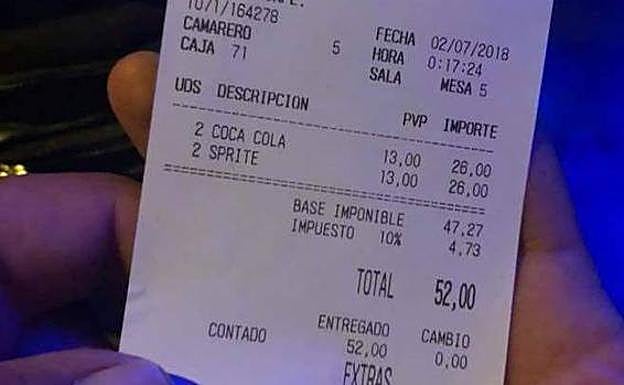 10/1/164278
CAMARERO 5 FECHA 02/07/2018
CAJA 71 HORA 0:17:24
SALA MESA 5
UDS DESCRIPCION PVP IMPORTE
2 COCA COLA 13,00 26,00
2 SPRITE 13,00 26,00
BASE IMPONIBLE 47,27
IMPUESTO 10% 4,73
TOTAL 52,00
CONTADO ENTREGADO CAMBIO
52,00 0,00
EXTRAS